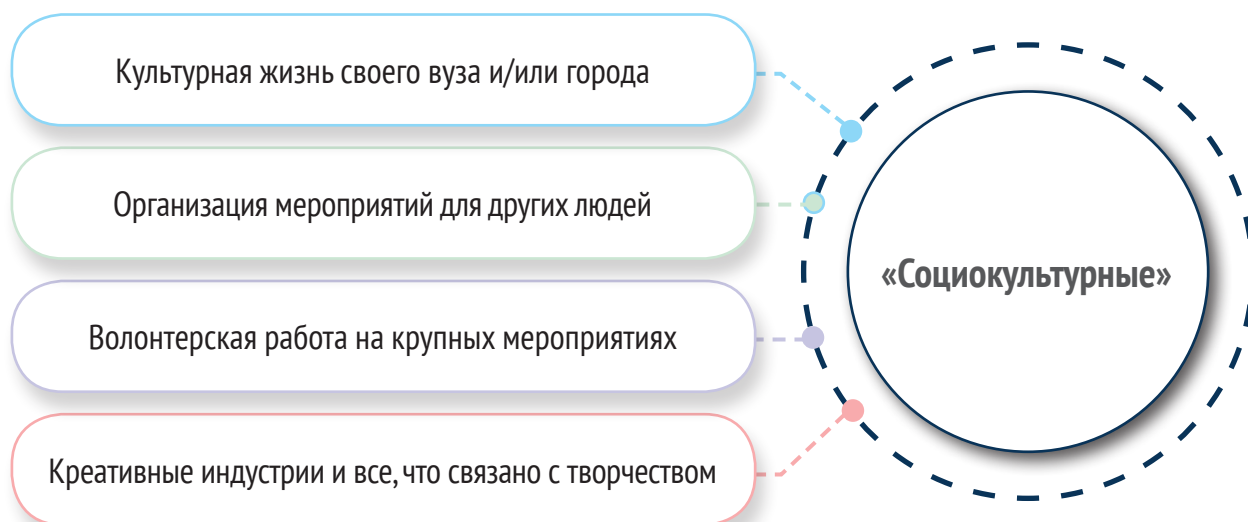 Культурная жизнь своего вуза и/или города
Организация мероприятий для других людей
«Социокультурные»
Волонтерская работа на крупных мероприятиях
Креативные индустрии и все, что связано с творчеством